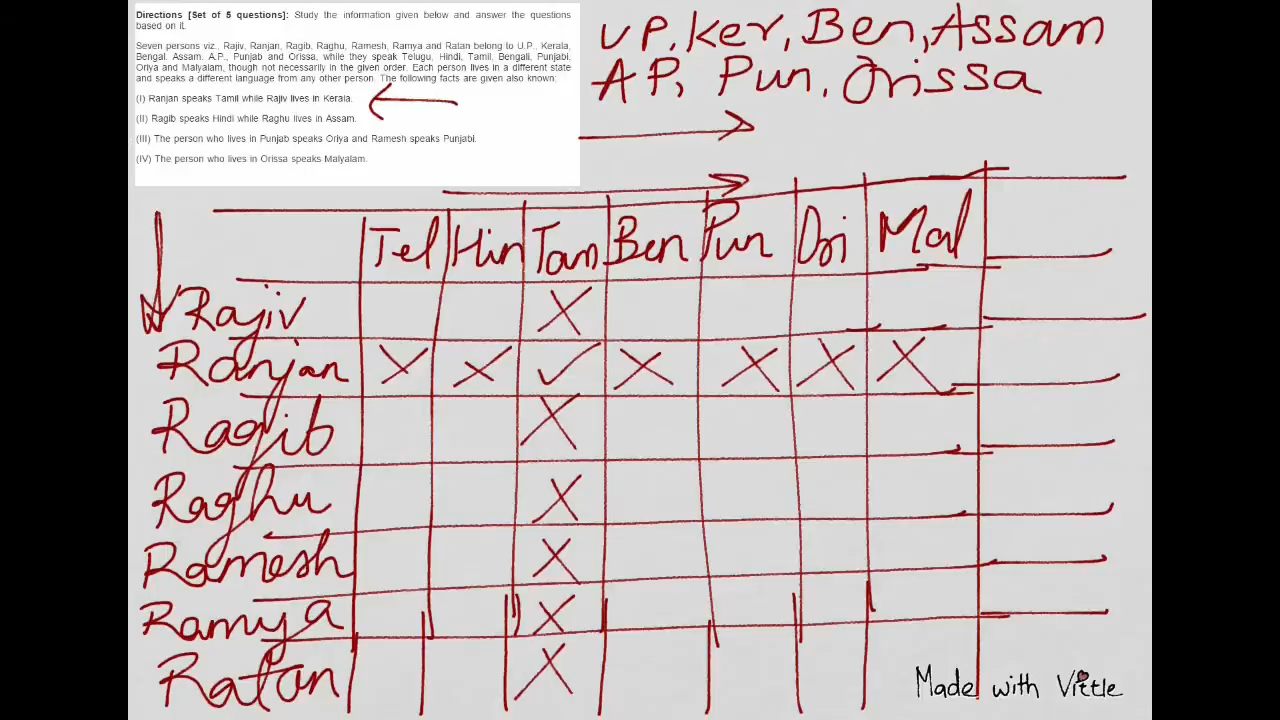 Directions [Set of 5 questions]: Study the information given below and answer the questions
based on it.
Seven persons viz., Rajiv, Ranjan, Ragib, Raghu, Ramesh, Ramya and Ratan belong to U.P., Kerala,
Bengal. Assam. A.P., Punjab and Orissa, while they speak Telugu, Hindi, Tamil, Bengali, Punjabi,
Oriya and Malyalam, though not necessarily in the given order. Each person lives in a different state
and speaks a different language from any other person. The following facts are given also known:
(I) Ranjan speaks Tamil while Rajiv lives in Kerala.
(II) Ragib speaks Hindi while Raghu lives in Assam.
(III) The person who lives in Punjab speaks Oriya and Ramesh speaks Punjabi.
(IV) The person who lives in Orissa speaks Malyalam.
UP, Ker, Ben, Assam
AP, Pun, Orissa
Tel Hin Tam Ben Pun Ori Mal
Rajiv
Ranjan
Ragib
Raghu
Ramesh
Ramya
Ratan
Made with Vittle